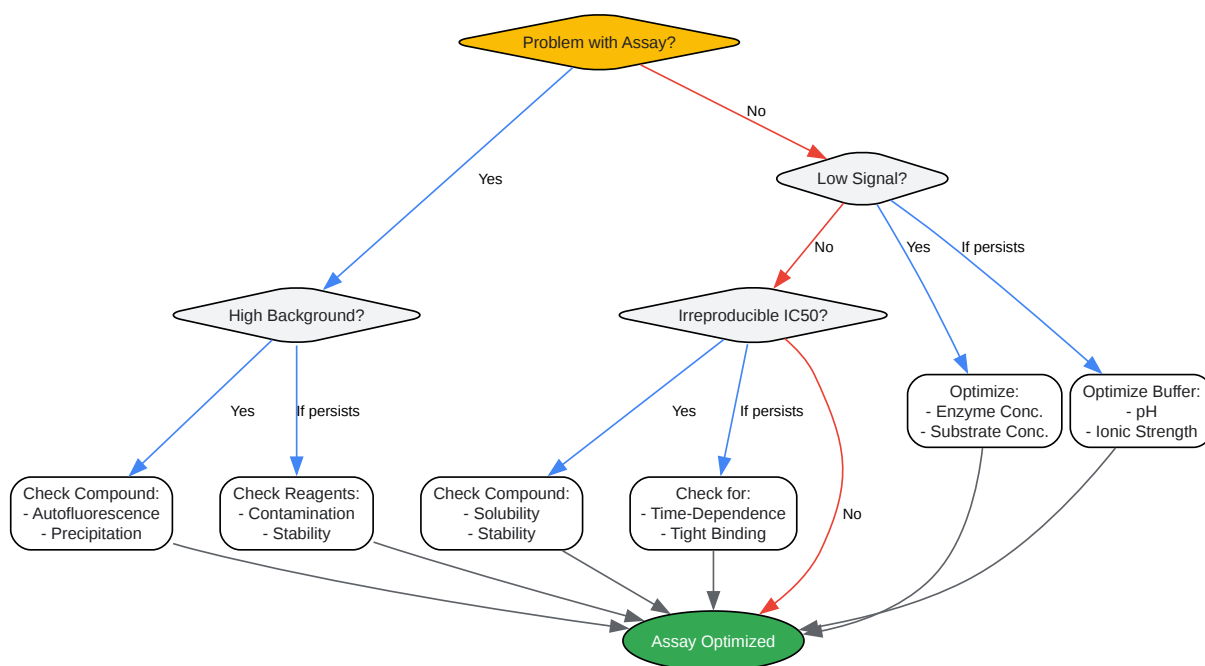 Problem with Assay?
No
Yes
Low Signal?
No
Yes
If persists
High Background?
Irreproducible IC50?
Yes
If persists
Yes
If persists
No
Optimize:
- Enzyme Conc.
- Substrate Conc.
Optimize Buffer:
- pH
- Ionic Strength
Check Compound:
- Autofluorescence
- Precipitation
Check Reagents:
- Contamination
- Stability
Check Compound:
- Solubility
- Stability
Check for:
- Time-Dependence
- Tight Binding
Assay Optimized